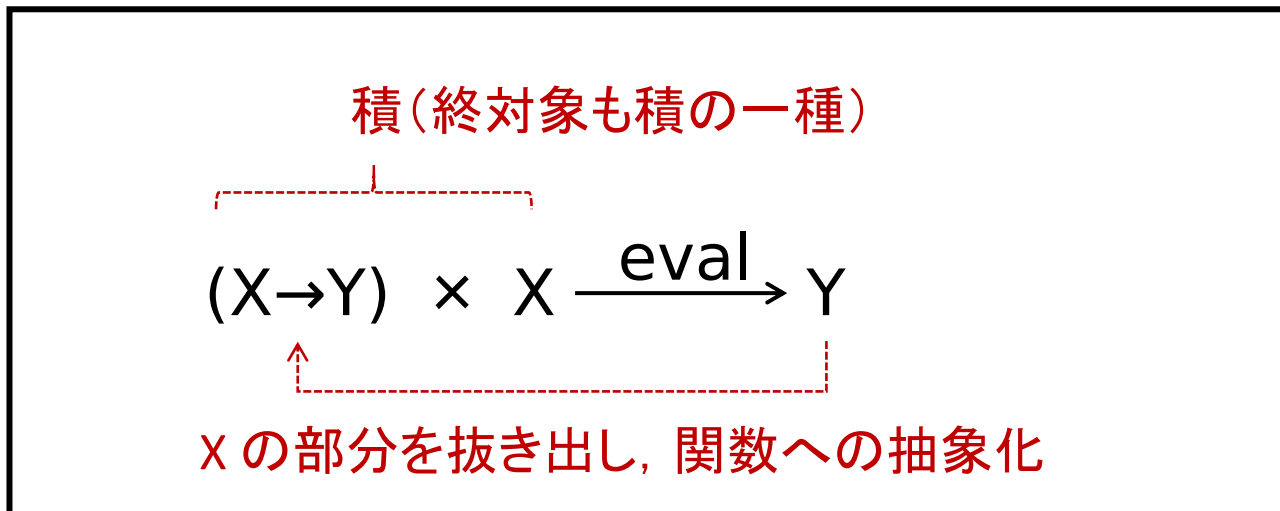 積（終対象も積の一種）
eval
(X→Y) × X Y
X の部分を抜き出し, 関数への抽象化